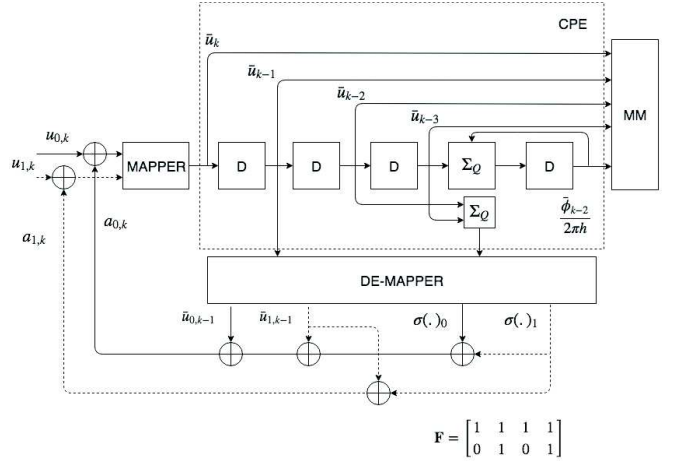 CPE
ū_k
ū_{k−1}
ū_{k−2}
ū_{k−3}
MM
u_{0,k}
u_{1,k}
MAPPER
D
D
D
Σ_Q
D
Σ_Q
ϕ̄_{k−2}
2πh
a_{0,k}
a_{1,k}
DE-MAPPER
ū_{0,k−1}
ū_{1,k−1}
σ(.)_0
σ(.)_1
F = [1 1 1 1
0 1 0 1]